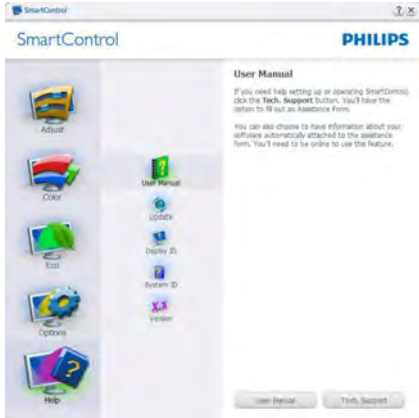 SmartControl
? x
SmartControl
PHILIPS
Adjust
Color
Eco
Options
Help
User Manual
Update
Display ID
System ID
Version
User Manual
If you need help setting up or operating SmartControl,
click the Tech. Support button. You'll have the
option to fill out an Assistance Form.
You can also choose to have information about your
software automatically attached to the assistance
form. You'll need to be online to use the feature.
User Manual
Tech. Support